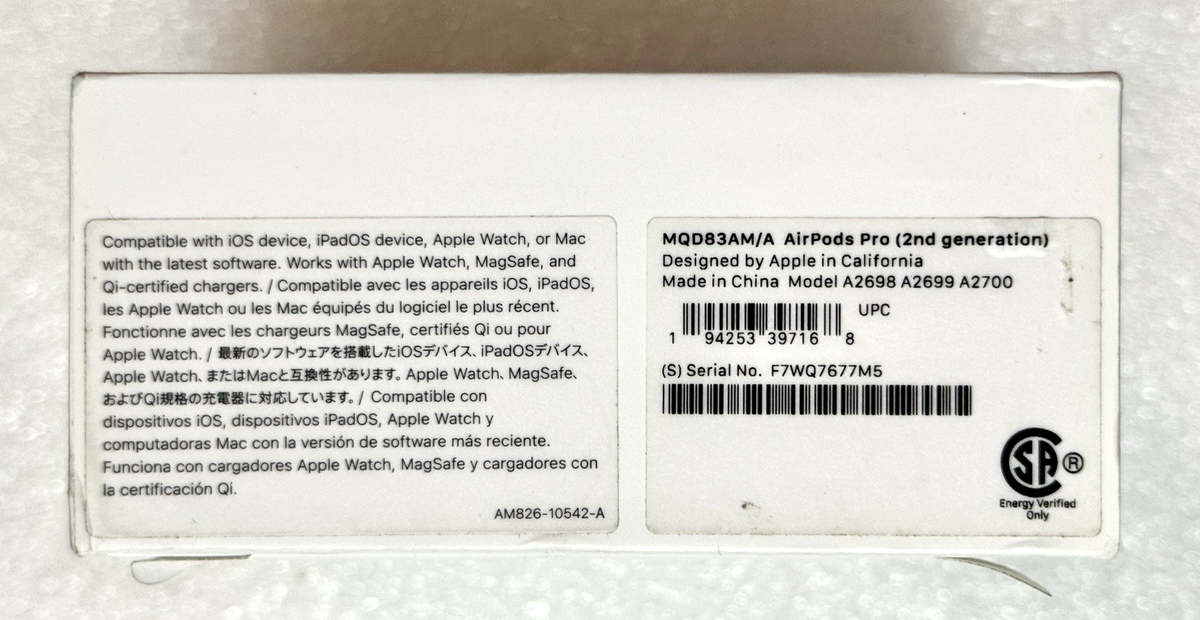 Compatible with iOS device, iPadOS device, Apple Watch, or Mac
with the latest software. Works with Apple Watch, MagSafe, and
Qi-certified chargers. / Compatible avec les appareils iOS, iPadOS,
les Apple Watch ou les Mac équipés du logiciel le plus récent.
Fonctionne avec les chargeurs MagSafe, certifiés Qi ou pour
Apple Watch. / 最新のソフトウェアを搭載したiOSデバイス、iPadOSデバイス、
Apple Watch、またはMacと互換性があります。Apple Watch、MagSafe、
およびQi規格の充電器に対応しています。/ Compatible con
dispositivos iOS, dispositivos iPadOS, Apple Watch y
computadoras Mac con la versión de software más reciente.
Funciona con cargadores Apple Watch, MagSafe y cargadores con
la certificación Qi.
AM826-10542-A
MQD83AM/A AirPods Pro (2nd generation)
Designed by Apple in California
Made in China Model A2698 A2699 A2700
UPC
1 94253 39716 8
(S) Serial No. F7WQ7677M5
SA ®
Energy Verified
Only